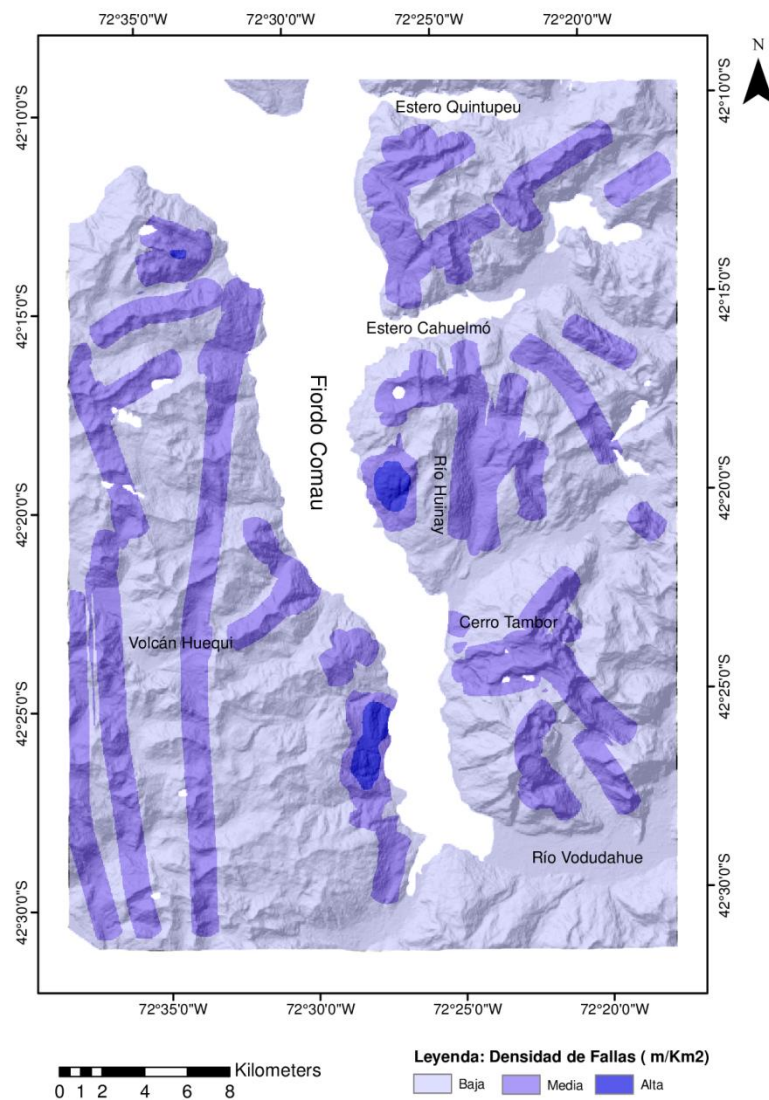 72°35'0"W 72°30'0"W 72°25'0"W 72°20'0"W
N
42°10'0"S
42°10'0"S
Estero Quintupeu
42°15'0"S
42°15'0"S
Estero Cahuelmó
Fiordo Comau
Río Huinay
42°20'0"S
42°20'0"S
Volcán Huequi
Cerro Tambor
42°25'0"S
42°25'0"S
Río Vodudahue
42°30'0"S
42°30'0"S
72°35'0"W 72°30'0"W 72°25'0"W 72°20'0"W
Kilometers
0 1 2 4 6 8
Leyenda: Densidad de Fallas ( m/Km2)
Baja Media Alta